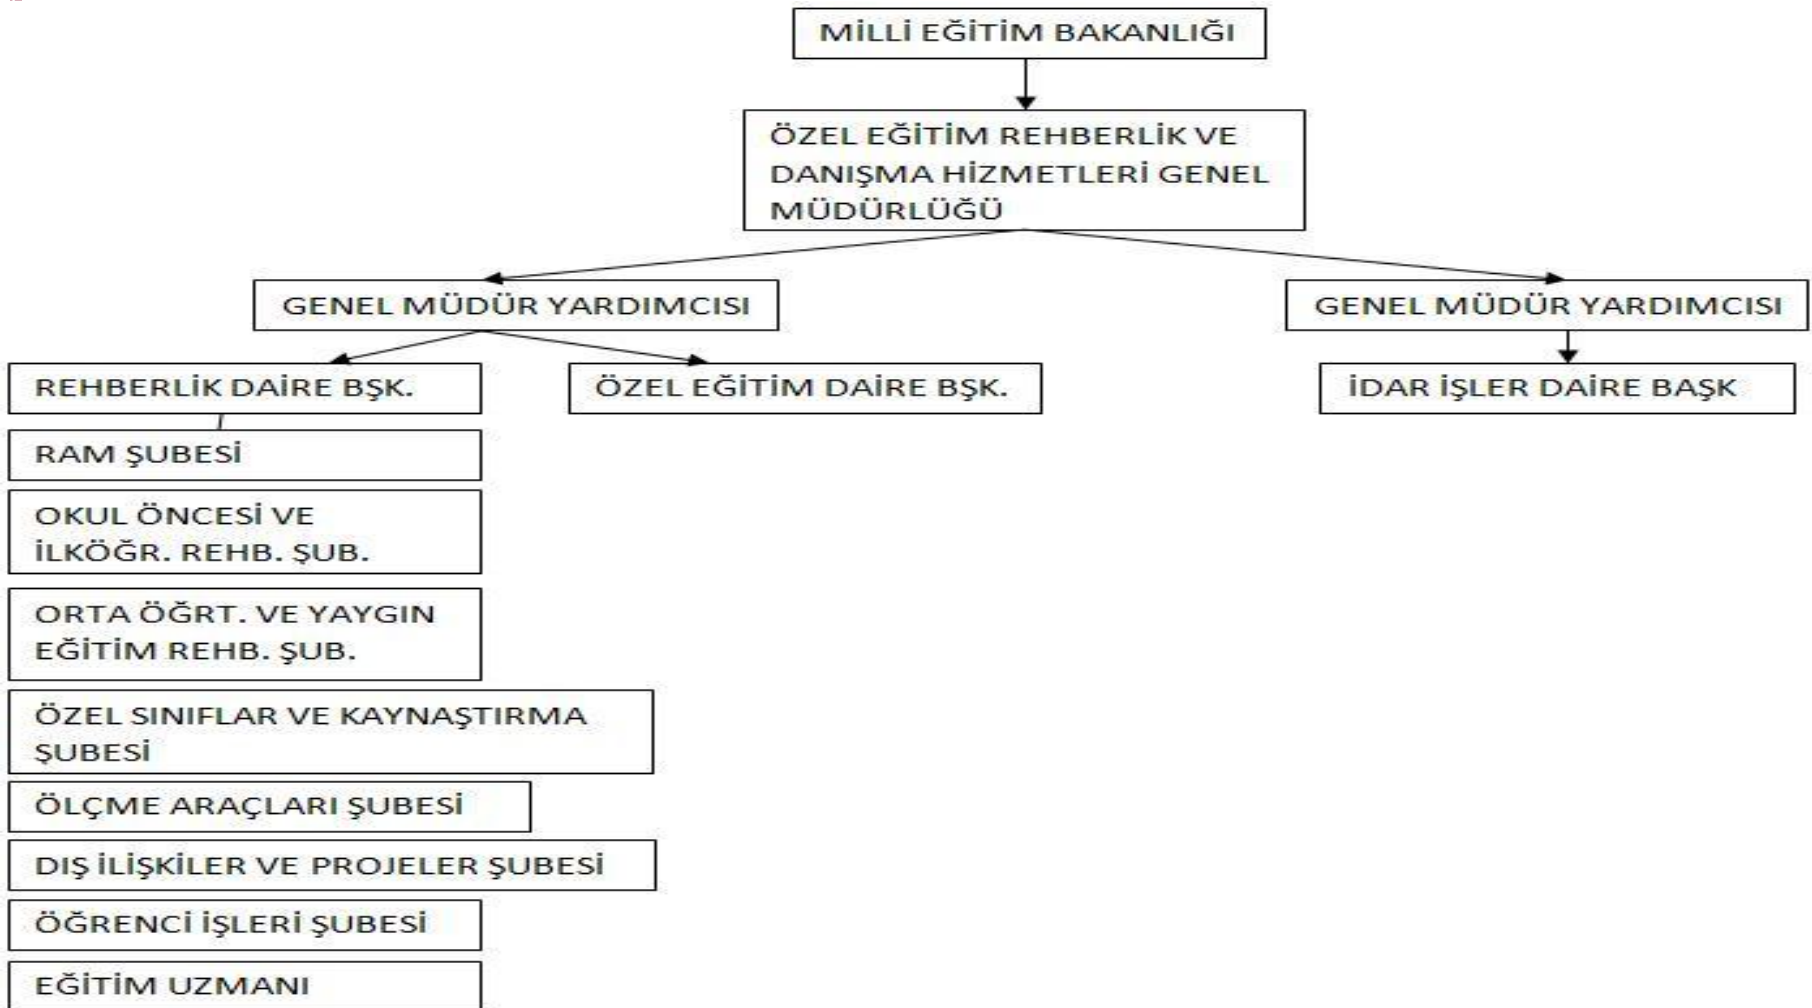 MİLLİ EĞİTİM BAKANLIĞI
ÖZEL EĞİTİM REHBERLİK VE
DANIŞMA HİZMETLERİ GENEL
MÜDÜRLÜĞÜ
GENEL MÜDÜR YARDIMCISI
GENEL MÜDÜR YARDIMCISI
REHBERLİK DAİRE BŞK.
ÖZEL EĞİTİM DAİRE BŞK.
İDAR İŞLER DAİRE BAŞK
RAM ŞUBESİ
OKUL ÖNCESİ VE
İLKÖĞR. REHB. ŞUB.
ORTA ÖĞRT. VE YAYGIN
EĞİTİM REHB. ŞUB.
ÖZEL SINIFLAR VE KAYNAŞTIRMA
ŞUBESİ
ÖLÇME ARAÇLARI ŞUBESİ
DIŞ İLİŞKİLER VE PROJELER ŞUBESİ
ÖĞRENCİ İŞLERİ ŞUBESİ
EĞİTİM UZMANI